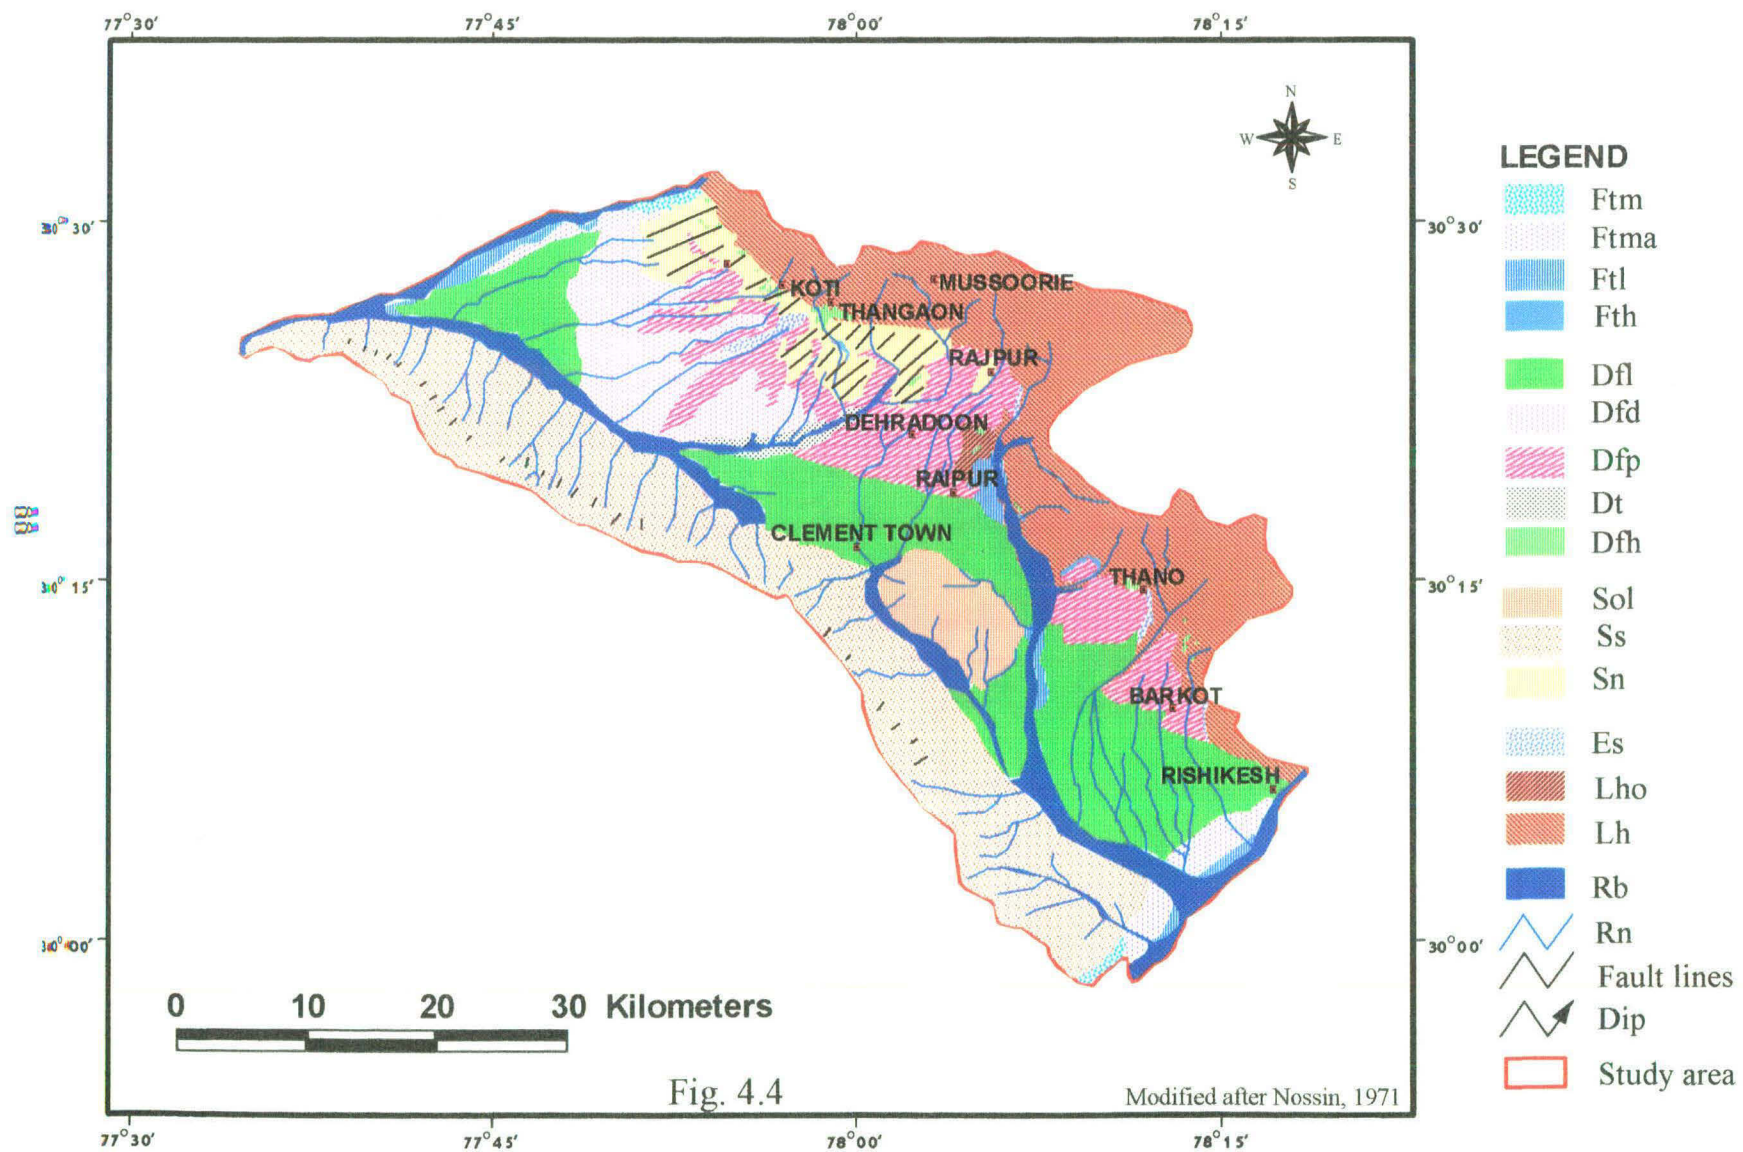 77°30′ 77°45′ 78°00′ 78°15′
N
W E
S
LEGEND
Ftm
Ftma
Ftl
Fth
Dfl
Dfd
Dfp
Dt
Dfh
Sol
Ss
Sn
Es
Lho
Lh
Rb
Rn
Fault lines
Dip
Study area
30°30′
30°30′
MUSSOORIE
KOTI
THANGAON
RAJPUR
DEHRADOON
RAIPUR
CLEMENT TOWN
30°15′
THANO
30°15′
BARKOT
RISHIKESH
30°00′
30°00′
0 10 20 30 Kilometers
Fig. 4.4
Modified after Nossin, 1971
77°30′ 77°45′ 78°00′ 78°15′